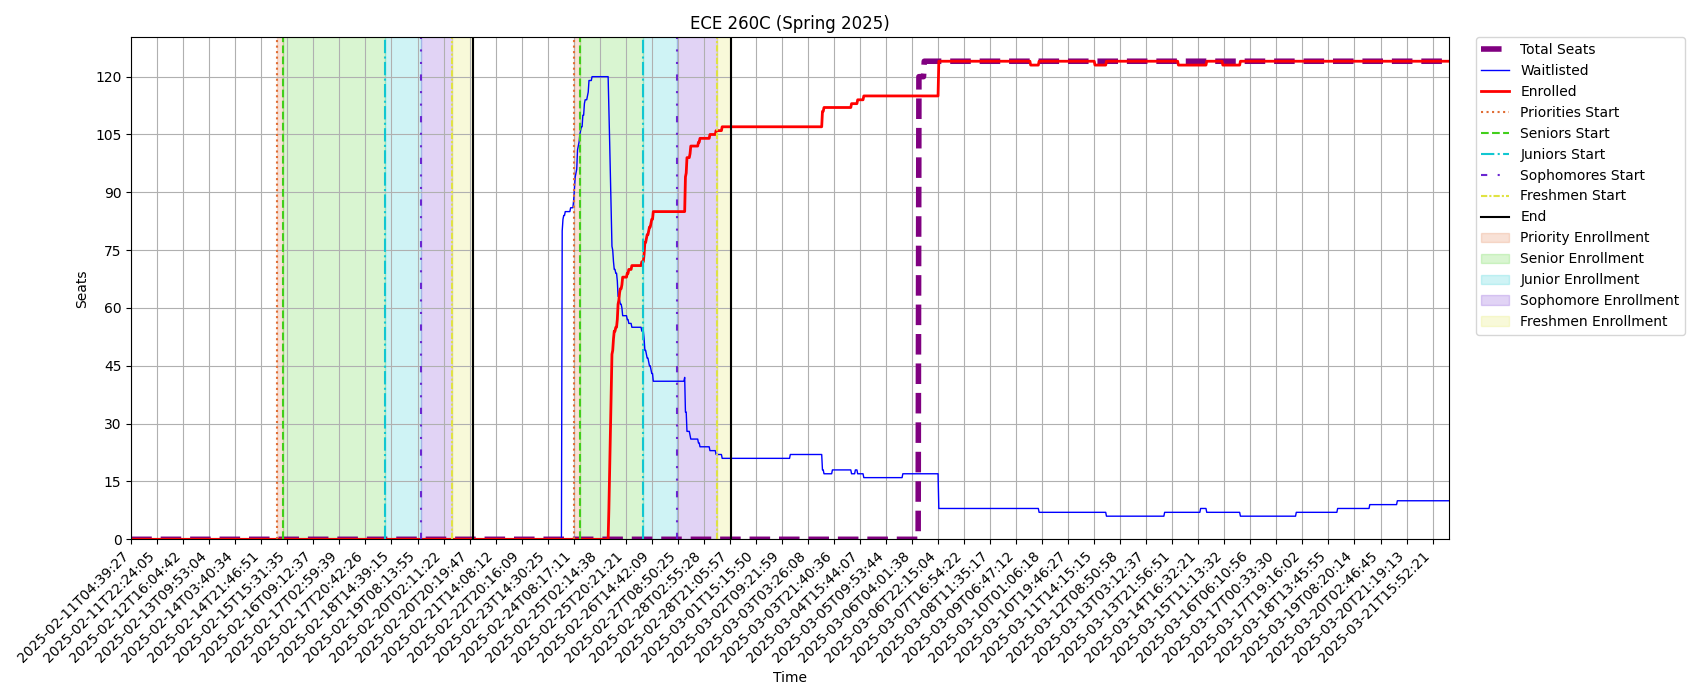 ECE 260C (Spring 2025)
Total Seats
Waitlisted
Enrolled
Priorities Start
Seniors Start
Juniors Start
Sophomores Start
Freshmen Start
End
Priority Enrollment
Senior Enrollment
Junior Enrollment
Sophomore Enrollment
Freshmen Enrollment
Seats
120
105
90
75
60
45
30
15
0
2025-02-11T04:39:27
2025-02-11T22:24:05
2025-02-12T16:04:42
2025-02-13T09:53:04
2025-02-14T03:40:34
2025-02-14T21:46:51
2025-02-15T15:31:35
2025-02-16T09:12:37
2025-02-17T02:59:39
2025-02-17T20:42:26
2025-02-18T14:39:15
2025-02-19T08:13:55
2025-02-20T02:11:22
2025-02-20T20:19:47
2025-02-21T14:08:12
2025-02-22T20:16:09
2025-02-23T14:30:25
2025-02-24T08:17:11
2025-02-25T02:14:38
2025-02-25T20:21:21
2025-02-26T14:42:09
2025-02-27T08:50:25
2025-02-28T02:55:28
2025-02-28T21:05:57
2025-03-01T15:15:50
2025-03-02T09:21:59
2025-03-03T03:26:08
2025-03-03T21:40:36
2025-03-04T15:44:07
2025-03-05T09:53:44
2025-03-06T04:01:38
2025-03-06T22:15:04
2025-03-07T16:54:22
2025-03-08T11:35:17
2025-03-09T06:47:12
2025-03-10T01:06:18
2025-03-10T19:46:27
2025-03-11T14:15:15
2025-03-12T08:50:58
2025-03-13T03:12:37
2025-03-13T21:56:51
2025-03-14T16:32:21
2025-03-15T11:13:32
2025-03-16T06:10:56
2025-03-17T00:33:30
2025-03-17T19:16:02
2025-03-18T13:45:55
2025-03-19T08:20:14
2025-03-20T02:46:45
2025-03-20T21:19:13
2025-03-21T15:52:21
Time